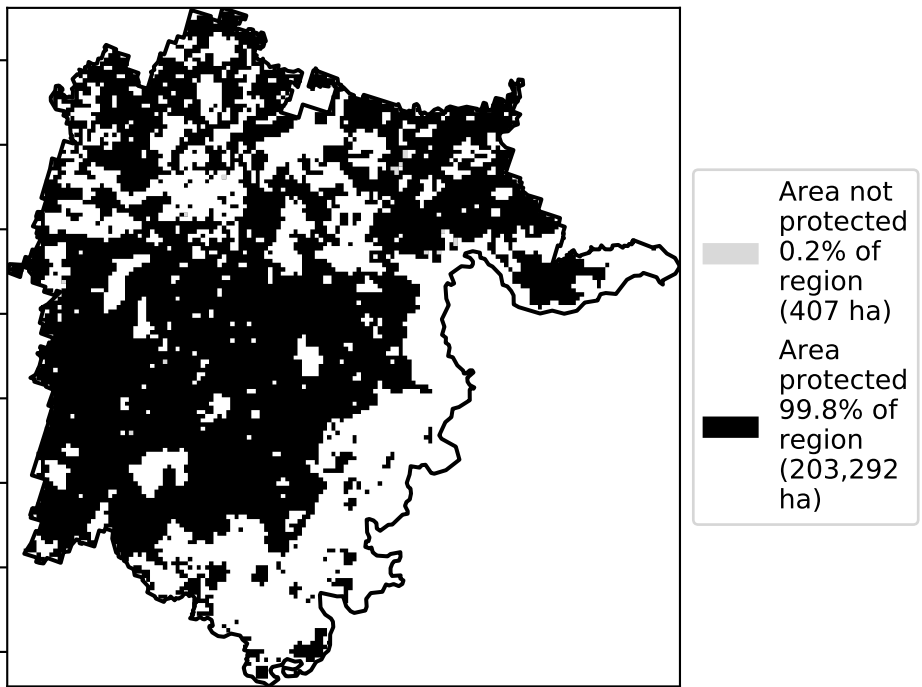 Area not
protected
0.2% of
region
(407 ha)
Area
protected
99.8% of
region
(203,292
ha)